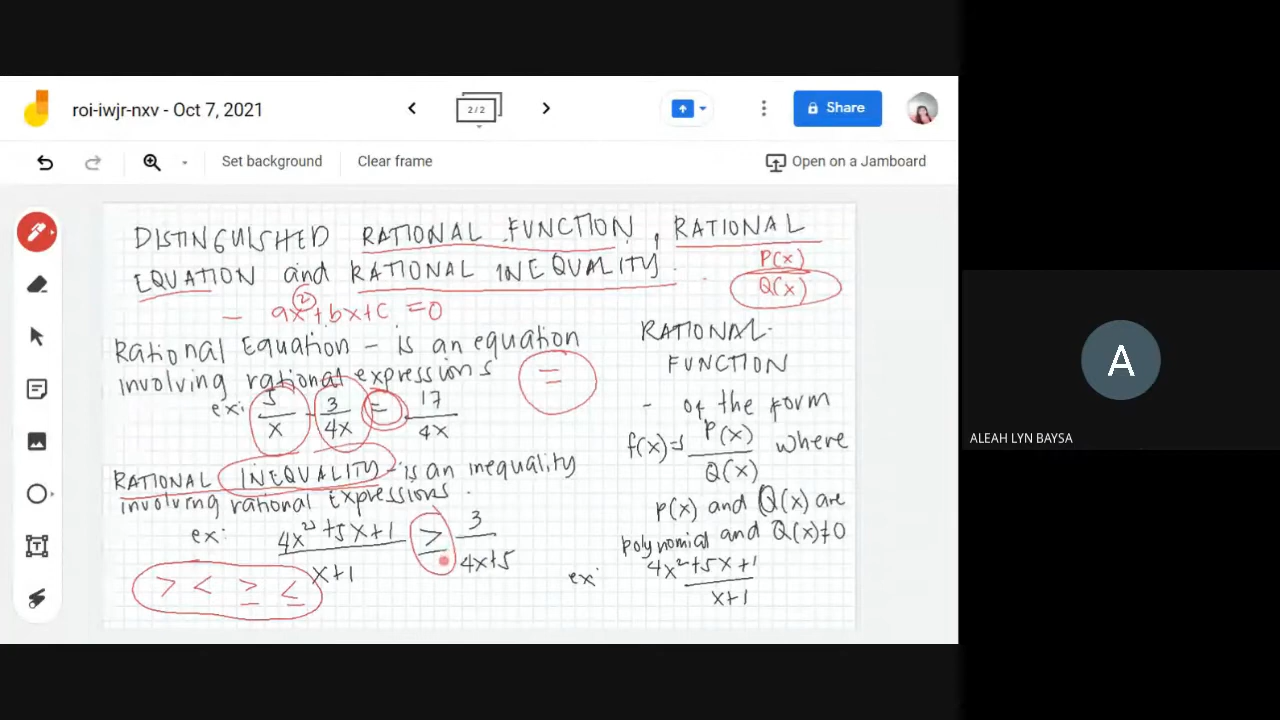 roi-iwjr-nxv - Oct 7, 2021
2/2
Share
Set background
Clear frame
Open on a Jamboard
DISTINGUISHED RATIONAL FUNCTION, RATIONAL
EQUATION and RATIONAL INEQUALITY.
P(x)
Q(x)
- ax²+bx+c =0
Rational Equation - is an equation
involving rational expressions
=
ex: 5/x - 3/4x = 17/4x
RATIONAL INEQUALITY - is an inequality
involving rational expressions.
ex: 4x²+5x+1/x+1 ≥ 3/4x+5
> < ≥ ≤
RATIONAL
FUNCTION
- of the form
f(x)= P(x)/Q(x) where
p(x) and Q(x) are
polynomial and Q(x)≠0
ex: 4x²+5x+1/x+1
A
ALEAH LYN BAYSA